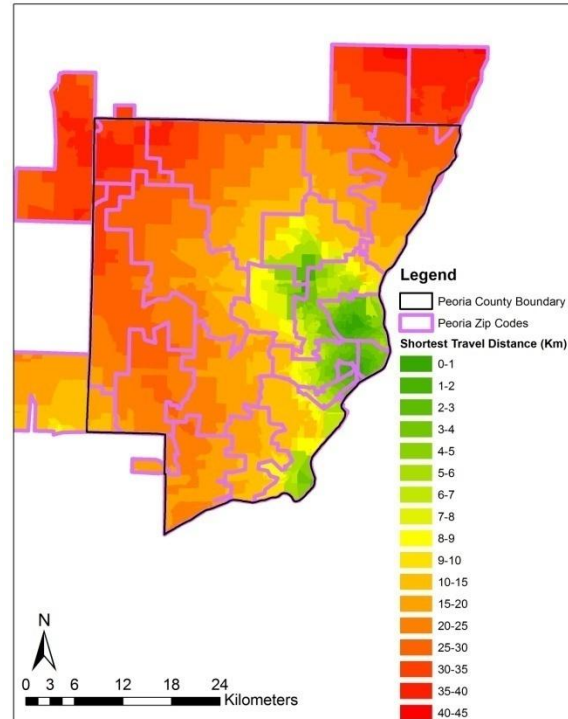 Legend
Peoria County Boundary
Peoria Zip Codes
Shortest Travel Distance (Km)
0-1
1-2
2-3
3-4
4-5
5-6
6-7
7-8
8-9
9-10
10-15
15-20
20-25
25-30
30-35
35-40
40-45
N
0 3 6 12 18 24
Kilometers